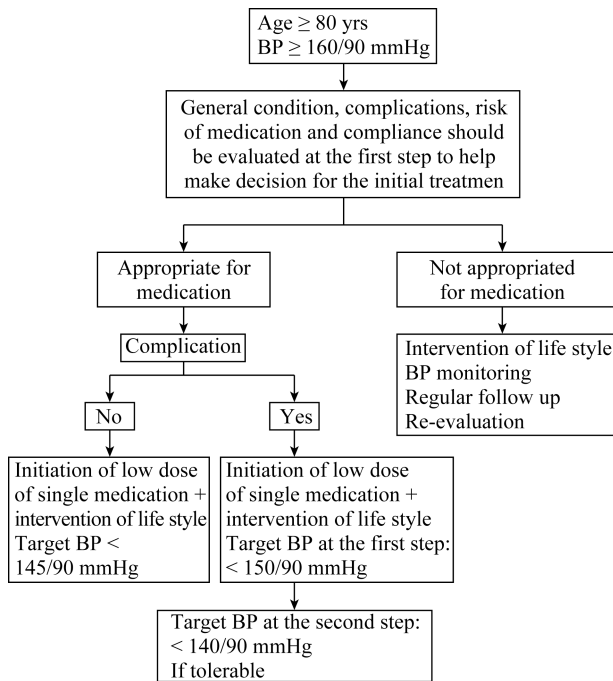 Age ≥ 80 yrs
BP ≥ 160/90 mmHg
General condition, complications, risk
of medication and compliance should
be evaluated at the first step to help
make decision for the initial treatmen
Appropriate for
medication
Not appropriated
for medication
Complication
Intervention of life style
BP monitoring
Regular follow up
Re-evaluation
No
Yes
Initiation of low dose
of single medication +
intervention of life style
Target BP <
145/90 mmHg
Initiation of low dose
of single medication +
intervention of life style
Target BP at the first step:
< 150/90 mmHg
Target BP at the second step:
< 140/90 mmHg
If tolerable